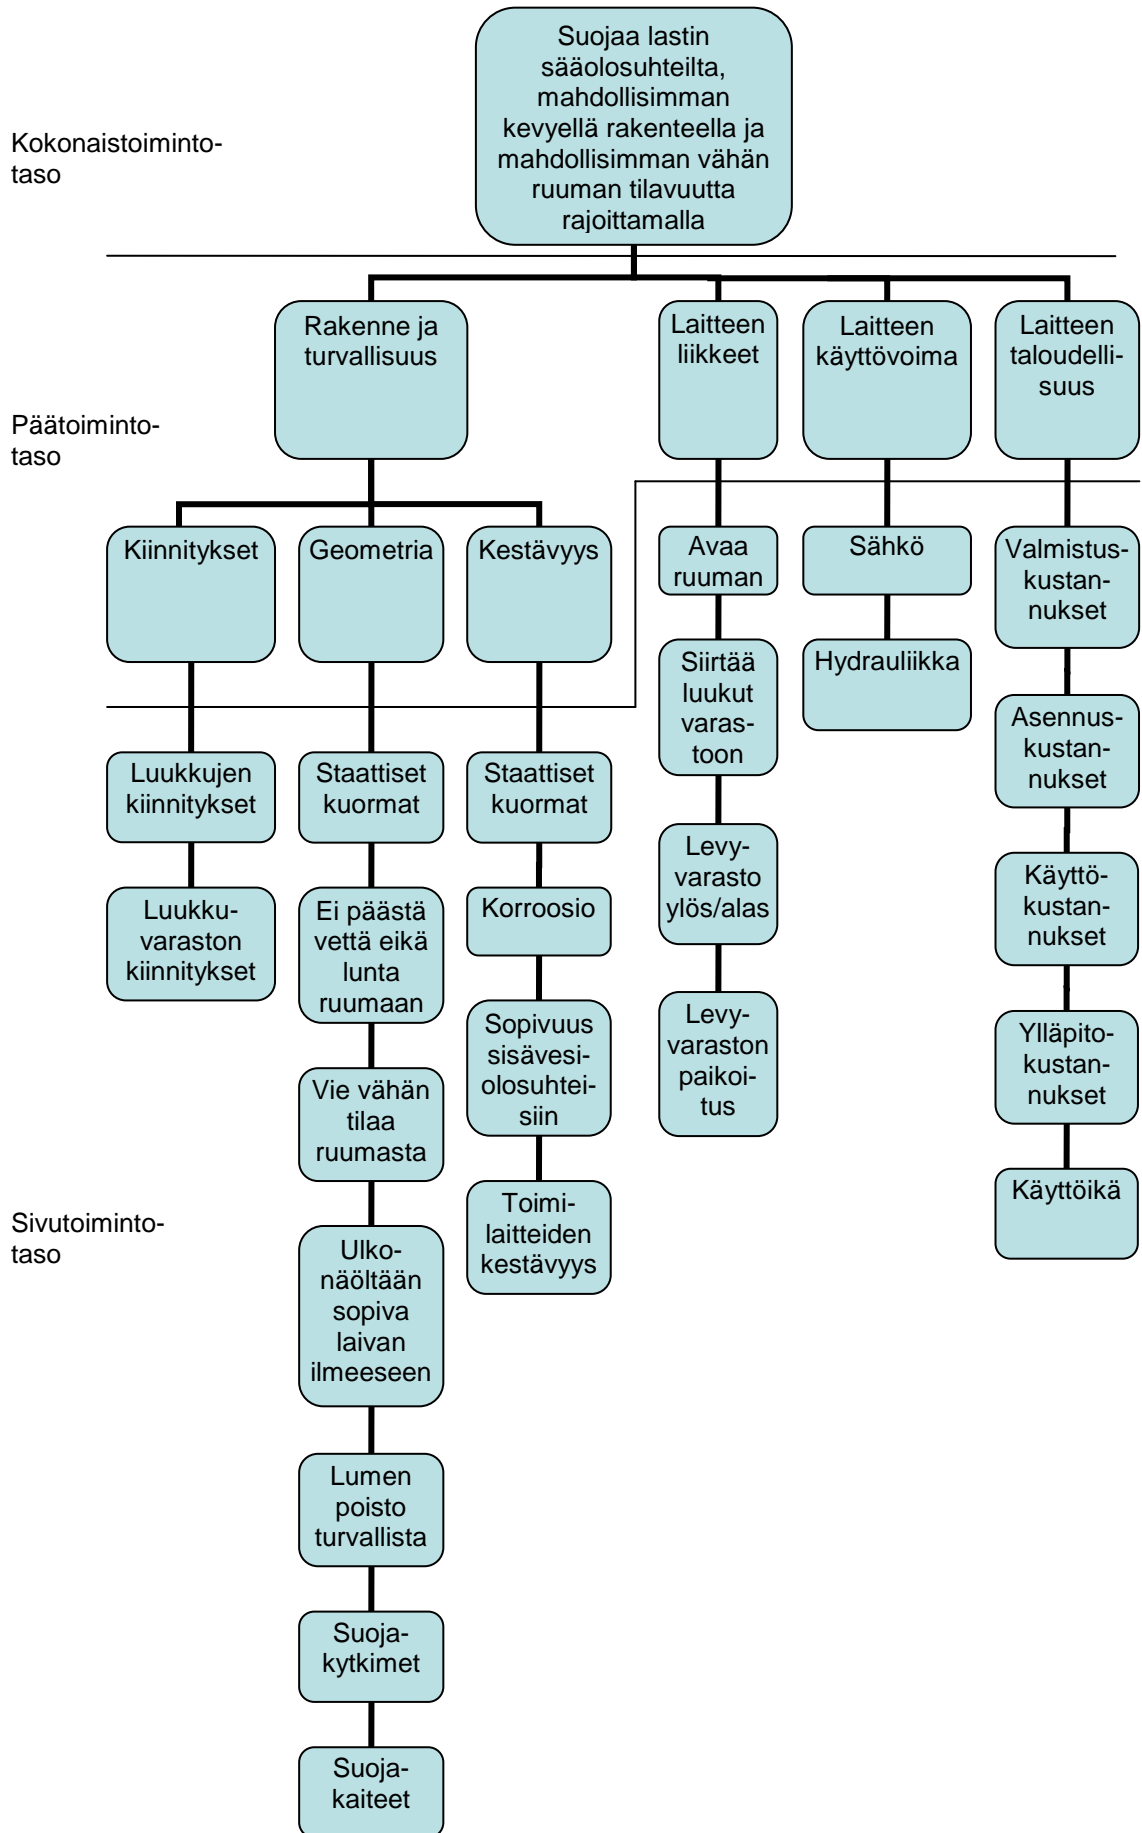 Suojaa lastin
sääolosuhteilta,
mahdollisimman
kevyellä rakenteella ja
mahdollisimman vähän
ruuman tilavuutta
rajoittamalla
Kokonaistoiminto-
taso
Rakenne ja
turvallisuus
Laitteen
liikkeet
Laitteen
käyttövoima
Laitteen
taloudelli-
suus
Päätoiminto-
taso
Kiinnitykset
Geometria
Kestävyys
Avaa
ruuman
Sähkö
Valmistus-
kustan-
nukset
Siirtää
luukut
varas-
toon
Hydrauliikka
Asennus-
kustan-
nukset
Luukkujen
kiinnitykset
Staattiset
kuormat
Staattiset
kuormat
Levy-
varasto
ylös/alas
Käyttö-
kustan-
nukset
Luukku-
varaston
kiinnitykset
Ei päästä
vettä eikä
lunta
ruumaan
Korroosio
Levy-
varaston
paikoi-
tus
Sopivuus
sisävesi-
olosuhtei-
siin
Ylläpito-
kustan-
nukset
Vie vähän
tilaa
ruumasta
Toimi-
laitteiden
kestävyys
Käyttöikä
Sivutoiminto-
taso
Ulko-
näöltään
sopiva
laivan
ilmeeseen
Lumen
poisto
turvallista
Suoja-
kytkimet
Suoja-
kaiteet